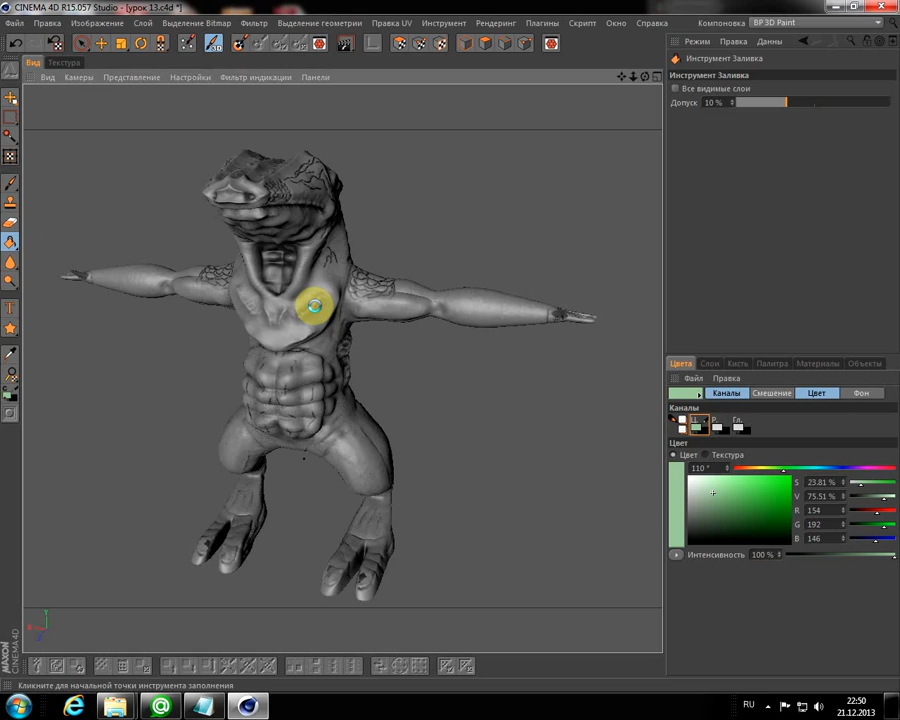 CINEMA 4D R15.057 Studio - [урок 13.c4d *]
Файл Правка Изображение Слой Выделение Bitmap Фильтр Выделение геометрии Правка UV Инструмент Рендеринг Плагины Скрипт Окно Справка Компоновка BP 3D Paint
Вид Текстура
Вид Камеры Представление Настройки Фильтр индикации Панели
Режим Правка Данны
Инструмент Заливка
Инструмент Заливка
Все видимые слои
Допуск 10 %
Цвета Слои Кисть Палитра Материалы Объекты
Файл Правка
Каналы Смешение Цвет Фон
Каналы
Ц. Р. Гл.
Цвет
Цвет Текстура
110 °
S 23.81 %
V 75.51 %
R 154
G 192
B 146
Интенсивность 100 %
Y
X
Z
MAXON CINEMA 4D
Кликните для начальной точки инструмента заполнения
RU
22:50
21.12.2013